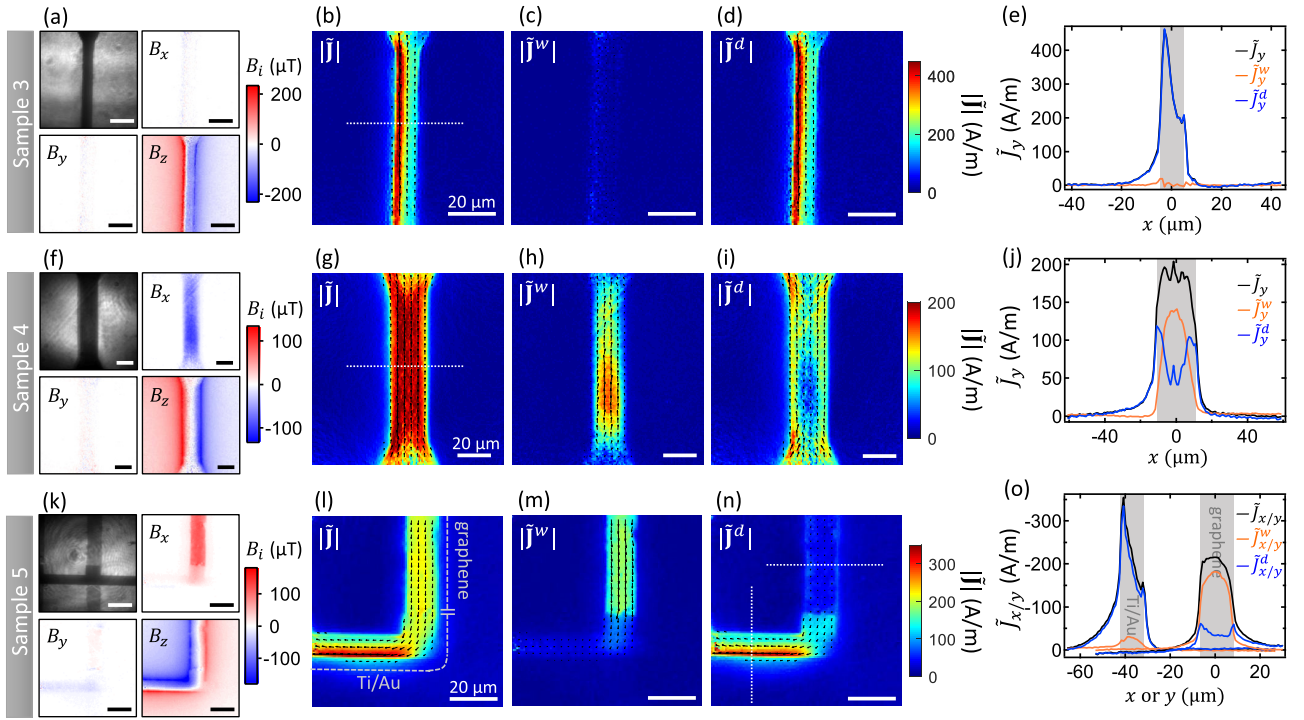 Sample 3
(a)
B_x
B_y
B_z
B_i (μT)
200
0
-200
(b)
|J̃|
20 μm
(c)
|J̃^w|
(d)
|J̃^d|
400
200
0
|J̃| (A/m)
(e)
400
300
200
100
0
J̃_y (A/m)
J̃_y
J̃_y^w
J̃_y^d
-40
-20
0
20
40
x (μm)
Sample 4
(f)
B_x
B_y
B_z
B_i (μT)
100
0
-100
(g)
|J̃|
20 μm
(h)
|J̃^w|
(i)
|J̃^d|
200
100
0
|J̃| (A/m)
(j)
200
150
100
50
0
J̃_y (A/m)
J̃_y
J̃_y^w
J̃_y^d
-40
0
40
x (μm)
Sample 5
(k)
B_x
B_y
B_z
B_i (μT)
100
0
-100
(l)
|J̃|
graphene
Ti/Au
20 μm
(m)
|J̃^w|
(n)
|J̃^d|
300
200
100
0
|J̃| (A/m)
(o)
-300
-200
-100
0
J̃_x/y (A/m)
J̃_x/y
J̃_x/y^w
J̃_x/y^d
Ti/Au
graphene
-60
-40
-20
0
20
x or y (μm)